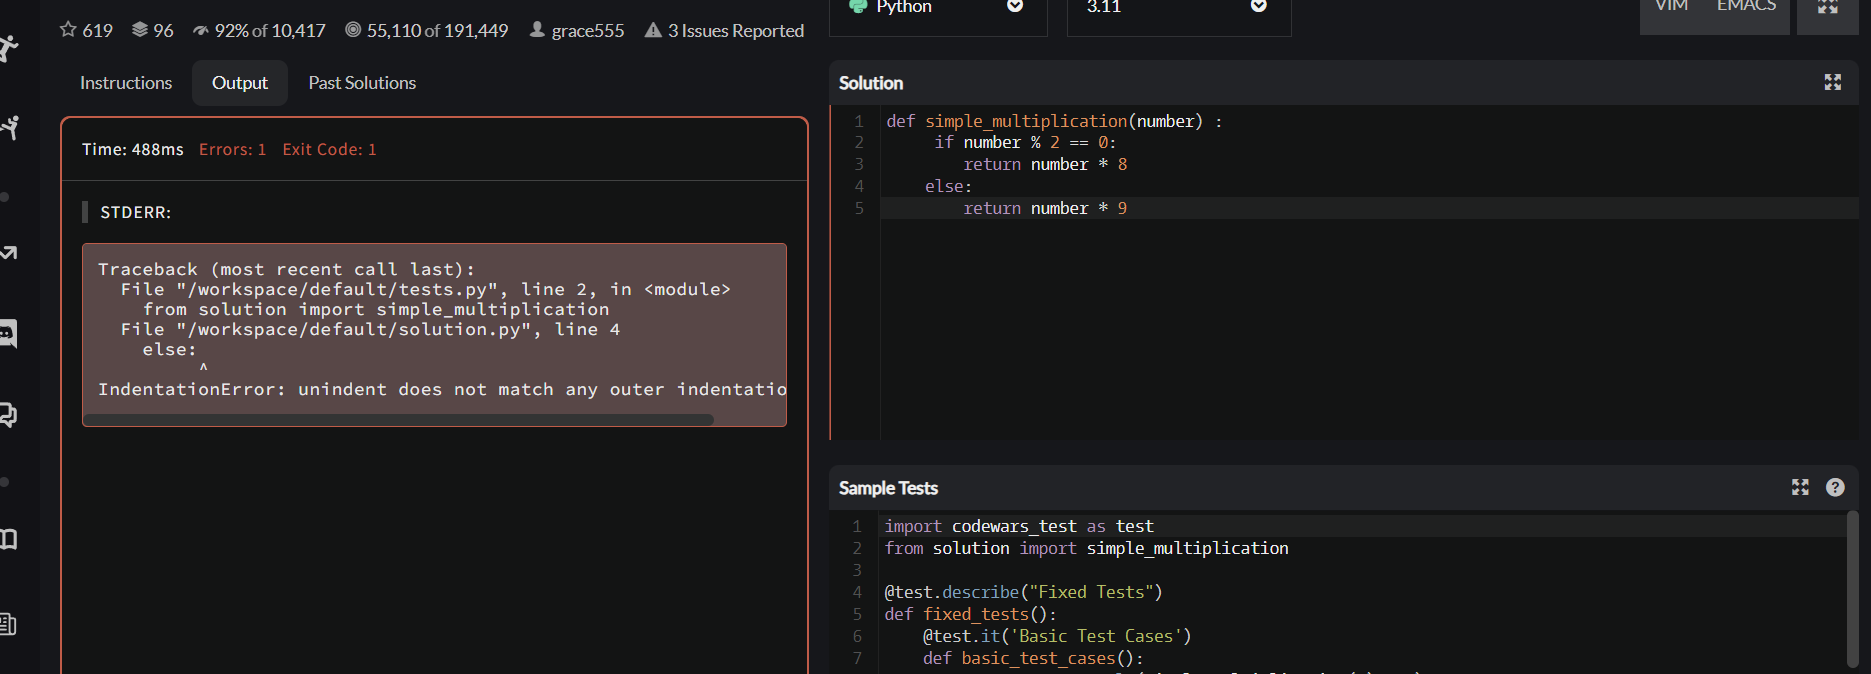 619 96 92% of 10,417 55,110 of 191,449 grace555 3 Issues Reported
Python 3.11 VIM EMACS
Instructions Output Past Solutions
Time: 488ms Errors: 1 Exit Code: 1
STDERR:
Traceback (most recent call last):
  File "/workspace/default/tests.py", line 2, in <module>
    from solution import simple_multiplication
  File "/workspace/default/solution.py", line 4
    else:
         ^
IndentationError: unindent does not match any outer indentatio
Solution
1 def simple_multiplication(number) :
2      if number % 2 == 0:
3         return number * 8
4     else:
5         return number * 9
Sample Tests
?
1 import codewars_test as test
2 from solution import simple_multiplication
3
4 @test.describe("Fixed Tests")
5 def fixed_tests():
6     @test.it('Basic Test Cases')
7     def basic_test_cases():